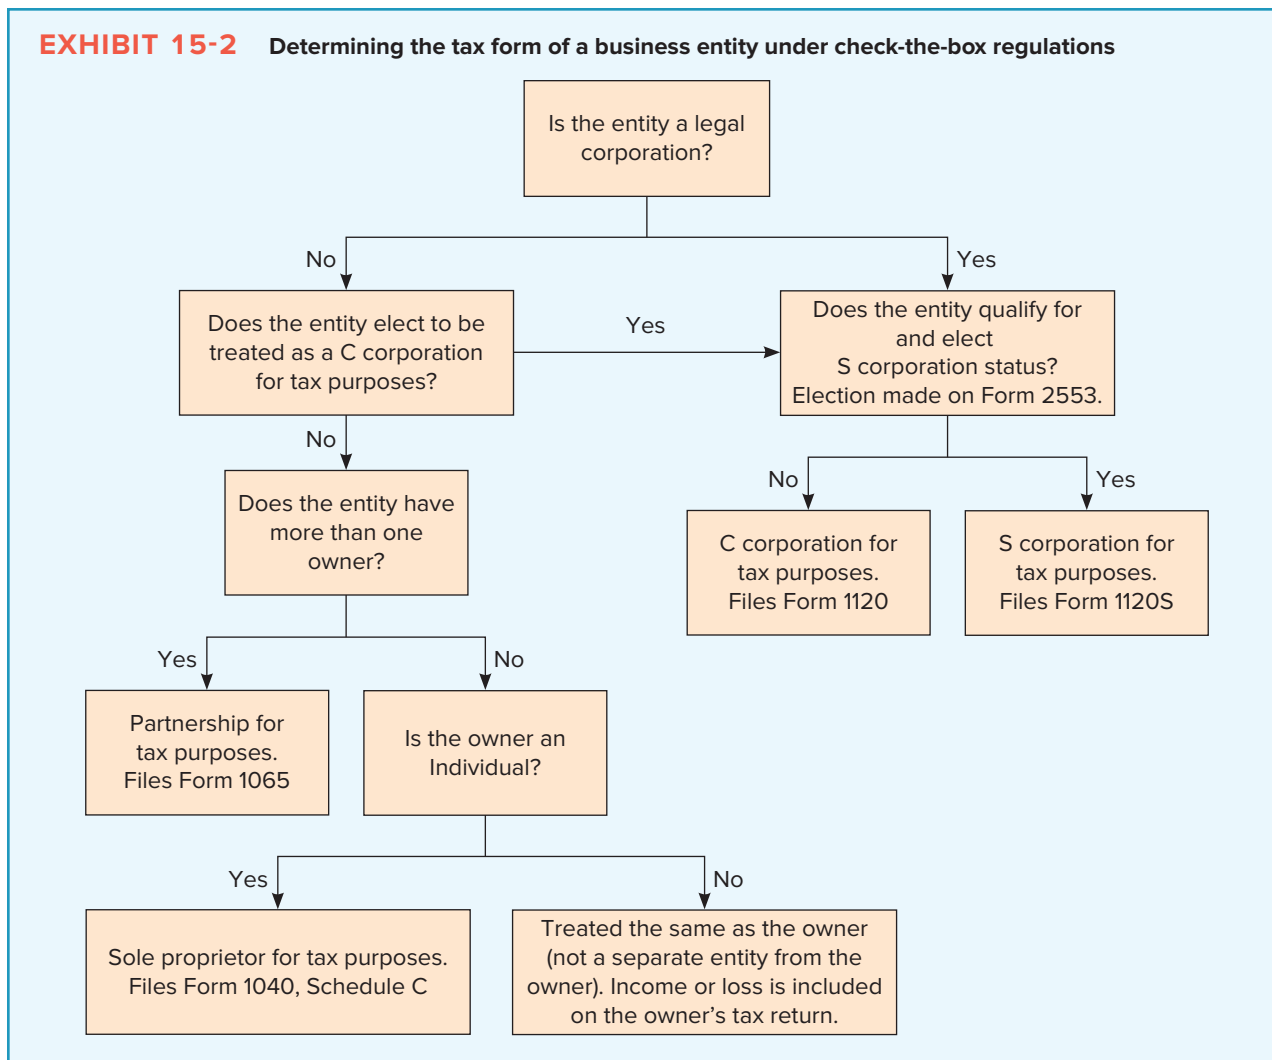 EXHIBIT 15-2 Determining the tax form of a business entity under check-the-box regulations
Is the entity a legal
corporation?
No
Yes
Does the entity elect to be
treated as a C corporation
for tax purposes?
Yes
Does the entity qualify for
and elect
S corporation status?
Election made on Form 2553.
No
Does the entity have
more than one
owner?
No
Yes
C corporation for
tax purposes.
Files Form 1120
S corporation for
tax purposes.
Files Form 1120S
Yes
No
Partnership for
tax purposes.
Files Form 1065
Is the owner an
Individual?
Yes
No
Sole proprietor for tax purposes.
Files Form 1040, Schedule C
Treated the same as the owner
(not a separate entity from the
owner). Income or loss is included
on the owner’s tax return.